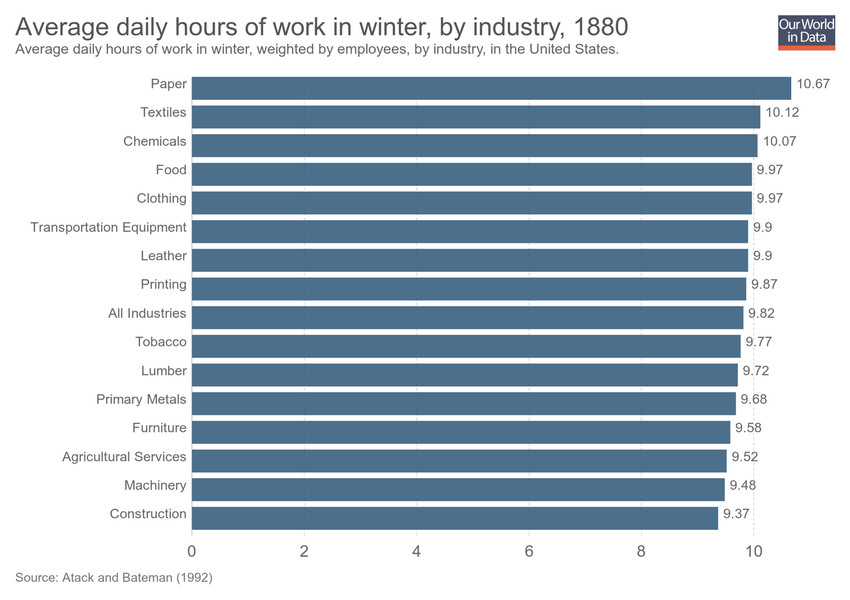 Average daily hours of work in winter, by industry, 1880
Average daily hours of work in winter, weighted by employees, by industry, in the United States.
Our World
in Data
Paper 10.67
Textiles 10.12
Chemicals 10.07
Food 9.97
Clothing 9.97
Transportation Equipment 9.9
Leather 9.9
Printing 9.87
All Industries 9.82
Tobacco 9.77
Lumber 9.72
Primary Metals 9.68
Furniture 9.58
Agricultural Services 9.52
Machinery 9.48
Construction 9.37
0 2 4 6 8 10
Source: Atack and Bateman (1992)